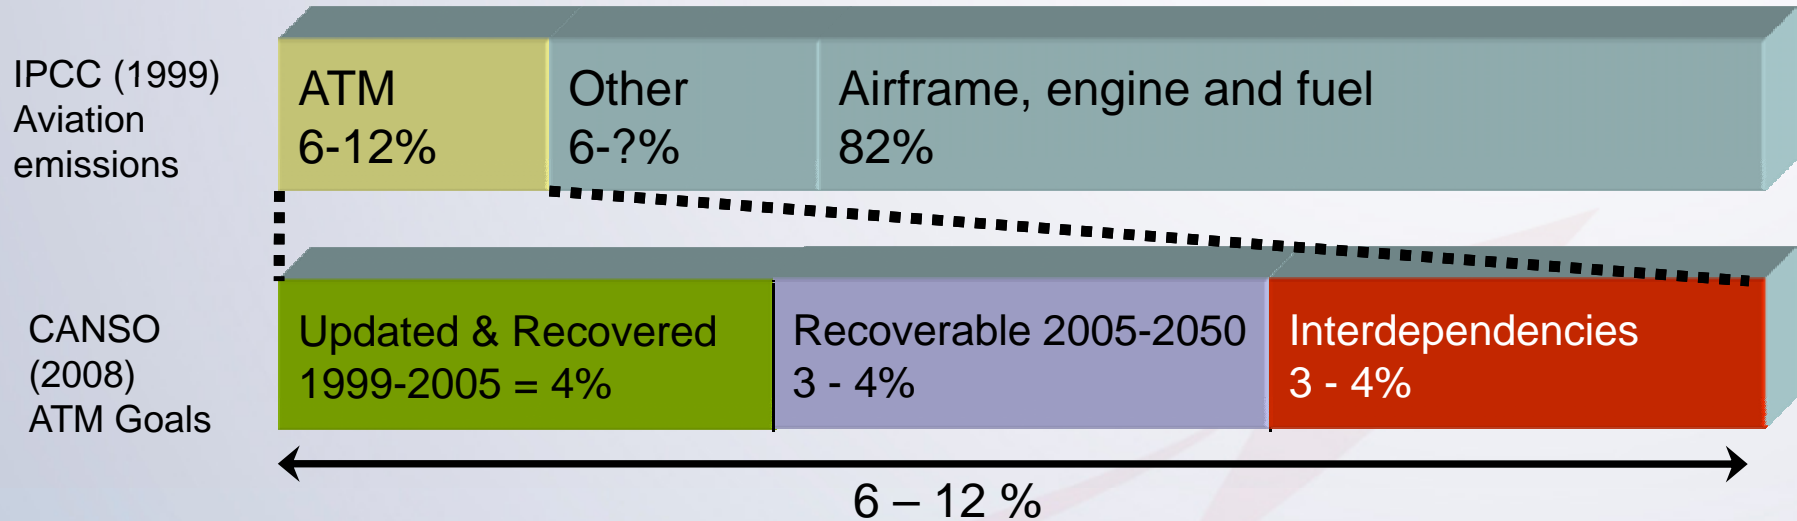 IPCC (1999)
Aviation
emissions
ATM
6-12%
Other
6-?%
Airframe, engine and fuel
82%
CANSO
(2008)
ATM Goals
Updated & Recovered
1999-2005 = 4%
Recoverable 2005-2050
3 - 4%
Interdependencies
3 - 4%
6 – 12 %